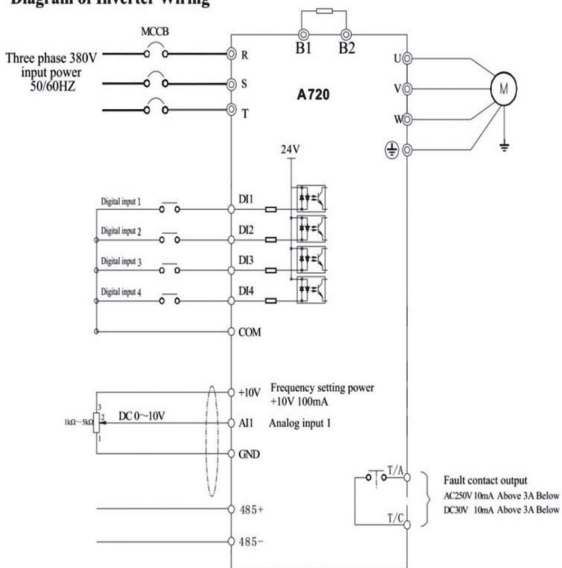 Diagram of Inverter Wiring
MCCB
Three phase 380V
input power
50/60HZ
R
S
T
B1
B2
A720
U
V
W
M
24V
Digital input 1
DI1
Digital input 2
DI2
Digital input 3
DI3
Digital input 4
DI4
COM
+10V
Frequency setting power
+10V 100mA
3
2
1
1kΩ~5kΩ
DC 0~10V
AI1
Analog input 1
GND
485+
485-
T/A
T/C
Fault contact output
AC250V 10mA Above 3A Below
DC30V 10mA Above 3A Below